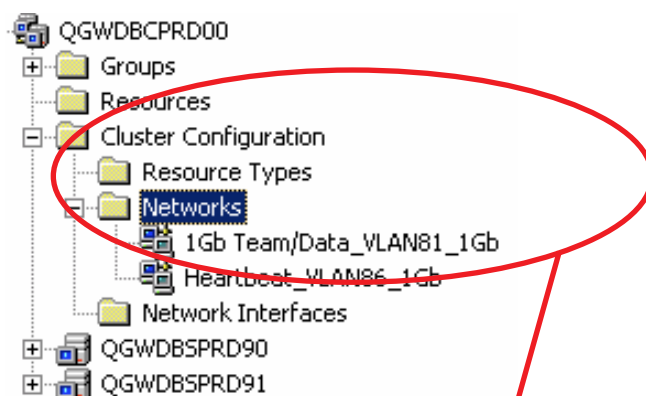 QGWDBCPRD00
Groups
Resources
Cluster Configuration
Resource Types
Networks
1Gb Team/Data_VLAN81_1Gb
Heartbeat_VLAN86_1Gb
Network Interfaces
QGWDBSPRD90
QGWDBSPRD91